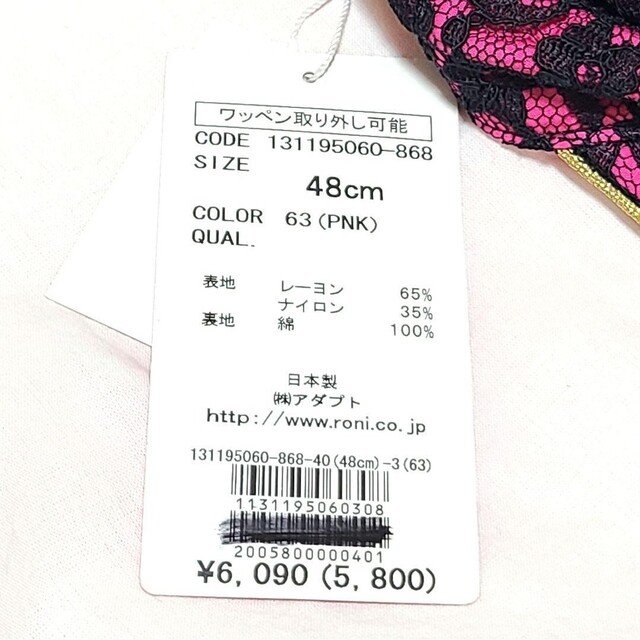 ワッペン取り外し可能
CODE 131195060-868
SIZE
48cm
COLOR 63(PNK)
QUAL.
表地 レーヨン 65%
ナイロン 35%
裏地 綿 100%
日本製
㈱アダプト
http://www.roni.co.jp
131195060-868-40(48cm)-3(63)
1131195060308
2005800000401
¥6,090(5,800)